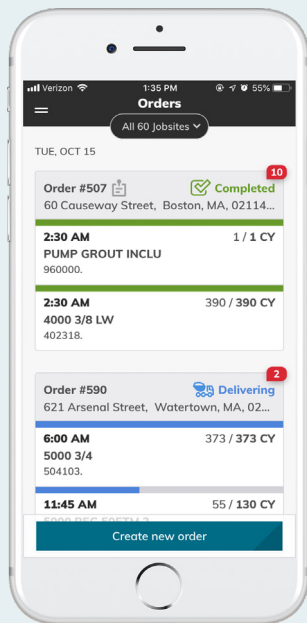 Verizon 1:35 PM 55%
Orders
All 60 Jobsites
TUE, OCT 15
10
Order #507 Completed
60 Causeway Street, Boston, MA, 02114...
2:30 AM 1 / 1 CY
PUMP GROUT INCLU
960000.
2:30 AM 390 / 390 CY
4000 3/8 LW
402318.
2
Order #590 Delivering
621 Arsenal Street, Watertown, MA, 02...
6:00 AM 373 / 373 CY
5000 3/4
504103.
11:45 AM 55 / 130 CY
Create new order